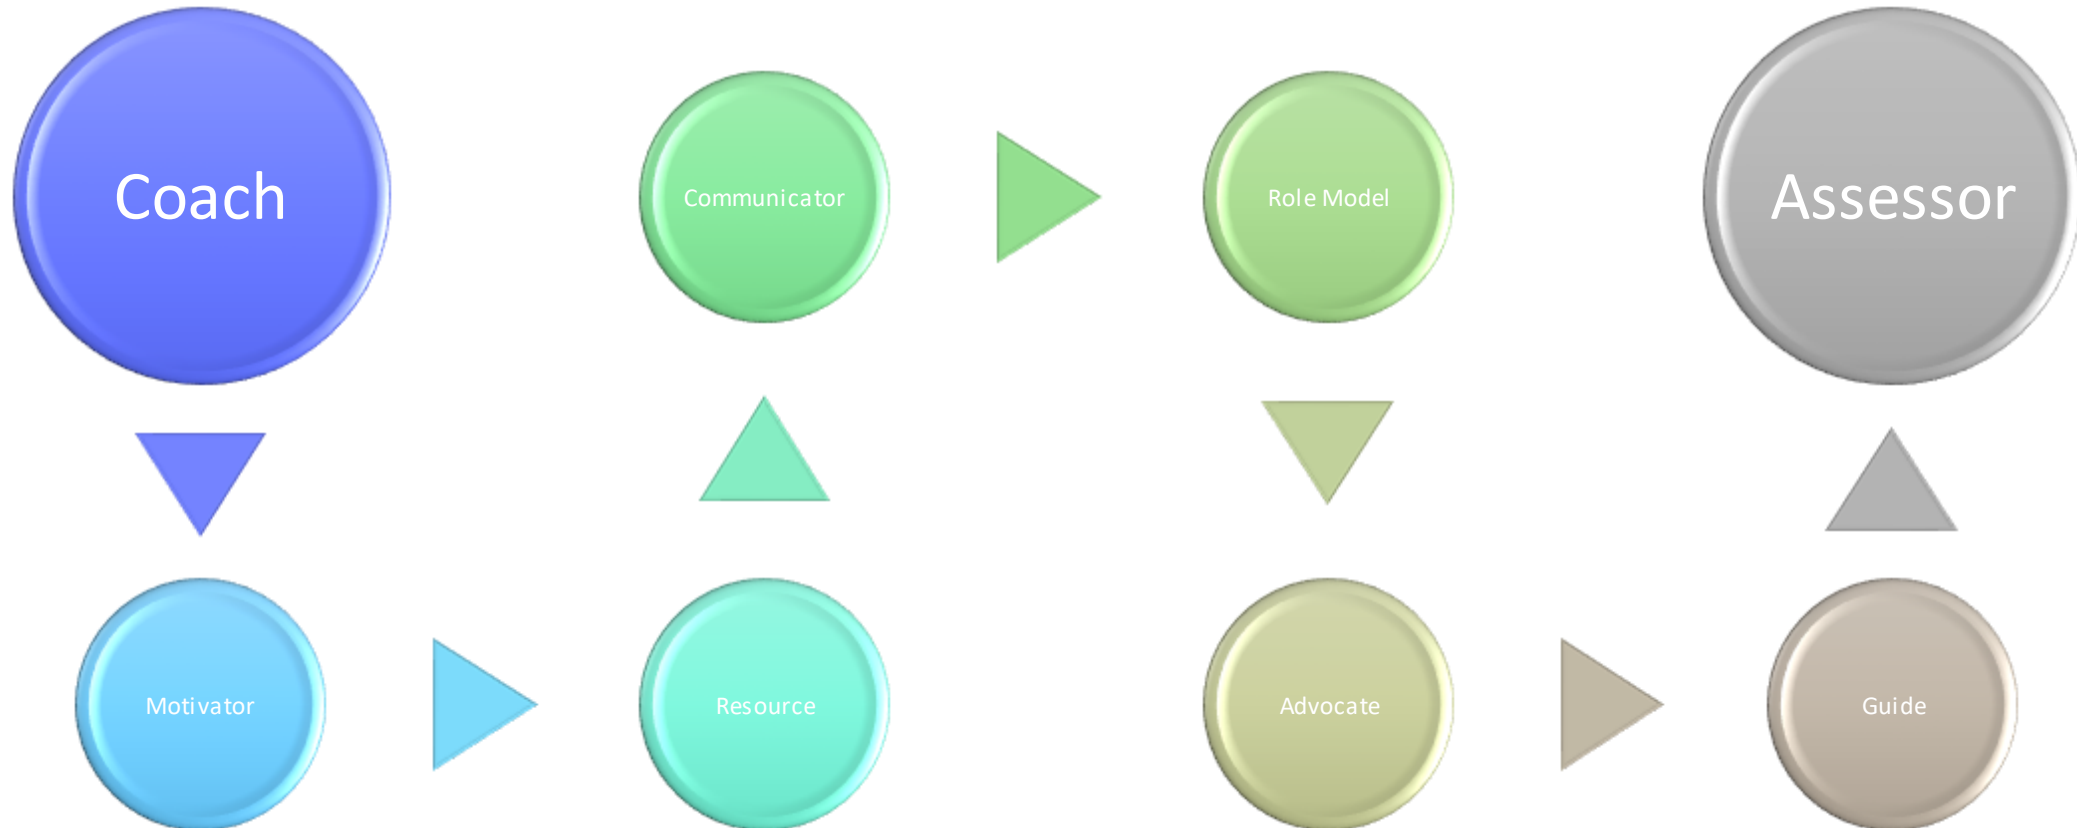 Coach
Motivator
Resource
Communicator
Role Model
Advocate
Guide
Assessor